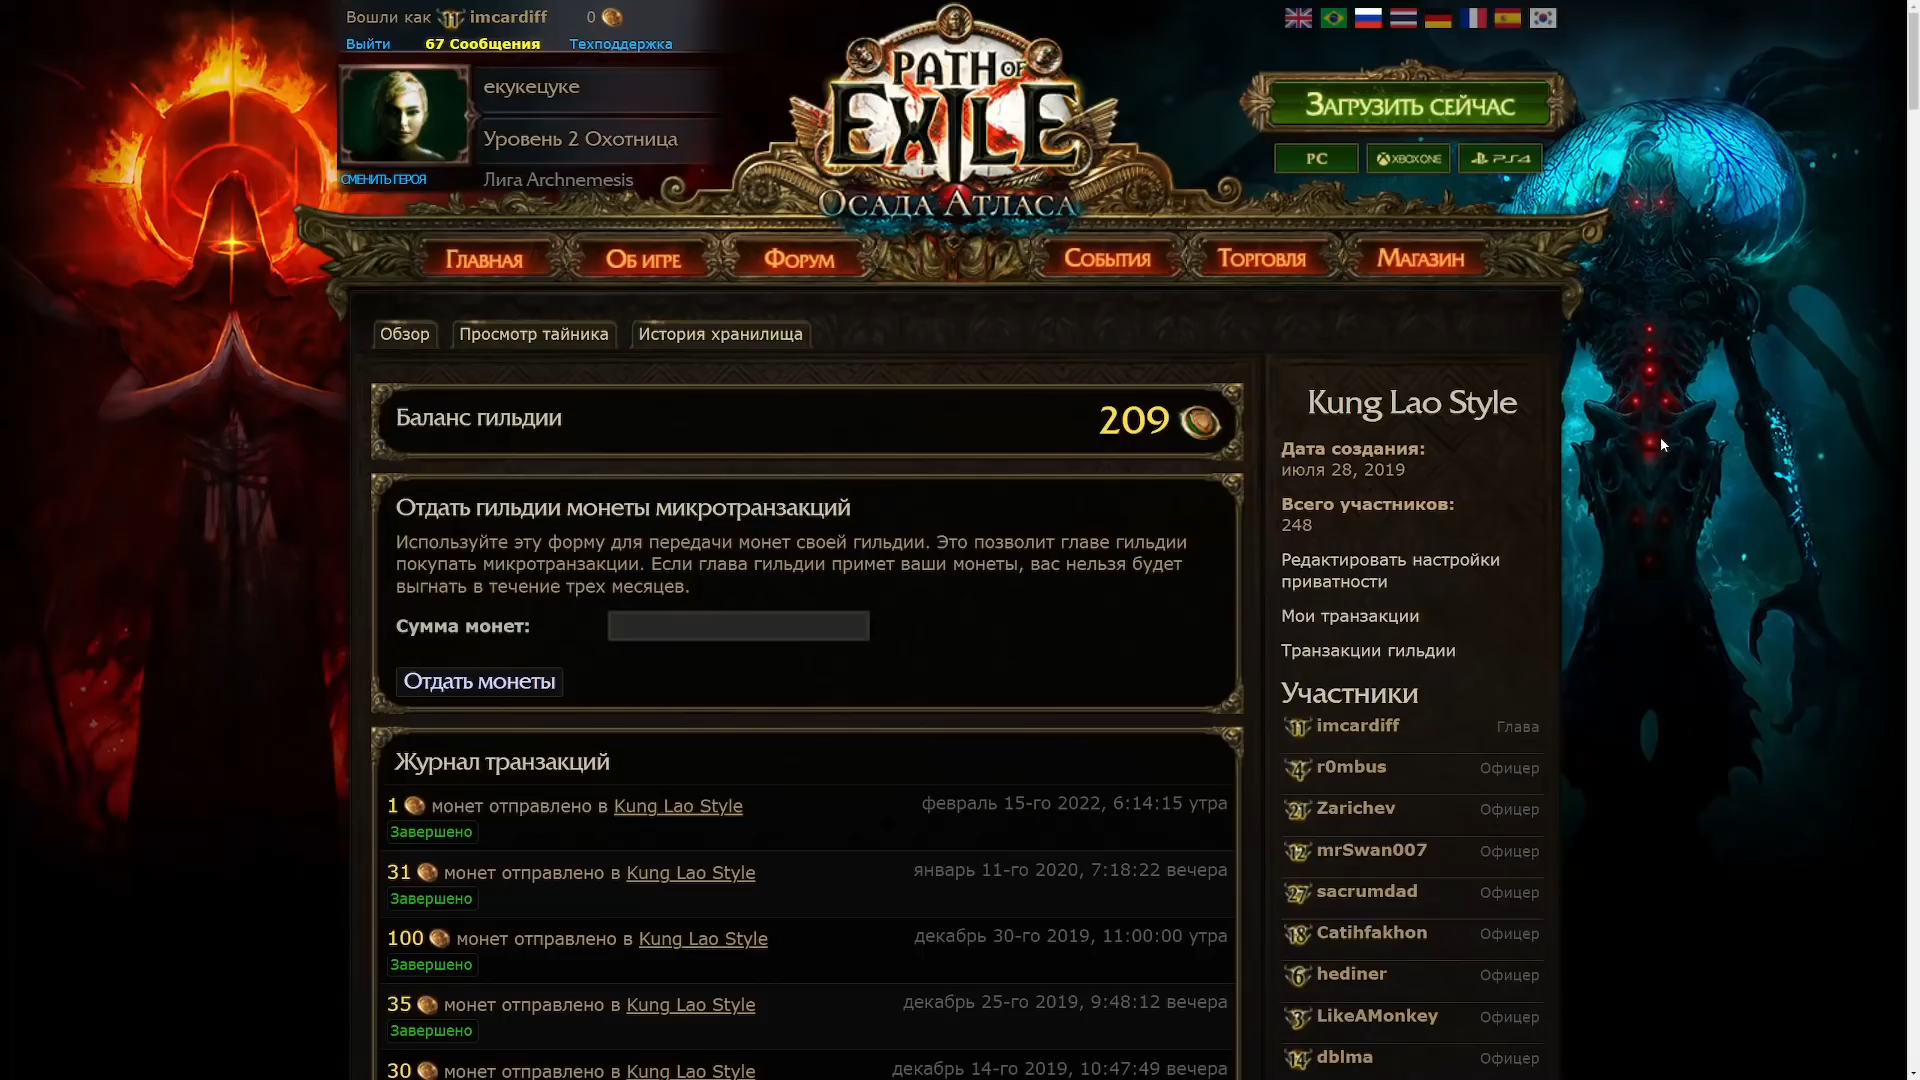 Вошли как imcardiff 0
Выйти 67 Сообщения Техподдержка
екукецуке
Уровень 2 Охотница
СМЕНИТЬ ГЕРОЯ
Лига Archnemesis
PATH OF
EXILE
ОСАДА АТЛАСА
ЗАГРУЗИТЬ СЕЙЧАС
PC XBOX ONE PS4
ГЛАВНАЯ ОБ ИГРЕ ФОРУМ СОБЫТИЯ ТОРГОВЛЯ МАГАЗИН
Обзор Просмотр тайника История хранилища
Баланс гильдии 209
Отдать гильдии монеты микротранзакций
Используйте эту форму для передачи монет своей гильдии. Это позволит главе гильдии
покупать микротранзакции. Если глава гильдии примет ваши монеты, вас нельзя будет
выгнать в течение трех месяцев.
Сумма монет:
Отдать монеты
Журнал транзакций
1 монет отправлено в Kung Lao Style февраль 15-го 2022, 6:14:15 утра
Завершено
31 монет отправлено в Kung Lao Style январь 11-го 2020, 7:18:22 вечера
Завершено
100 монет отправлено в Kung Lao Style декабрь 30-го 2019, 11:00:00 утра
Завершено
35 монет отправлено в Kung Lao Style декабрь 25-го 2019, 9:48:12 вечера
Завершено
30 монет отправлено в Kung Lao Style декабрь 14-го 2019, 10:47:49 вечера
Kung Lao Style
Дата создания:
июля 28, 2019
Всего участников:
248
Редактировать настройки
приватности
Мои транзакции
Транзакции гильдии
Участники
11 imcardiff Глава
4 r0mbus Офицер
21 Zarichev Офицер
12 mrSwan007 Офицер
27 sacrumdad Офицер
18 Catihfakhon Офицер
6 hediner Офицер
3 LikeAMonkey Офицер
14 dblma Офицер